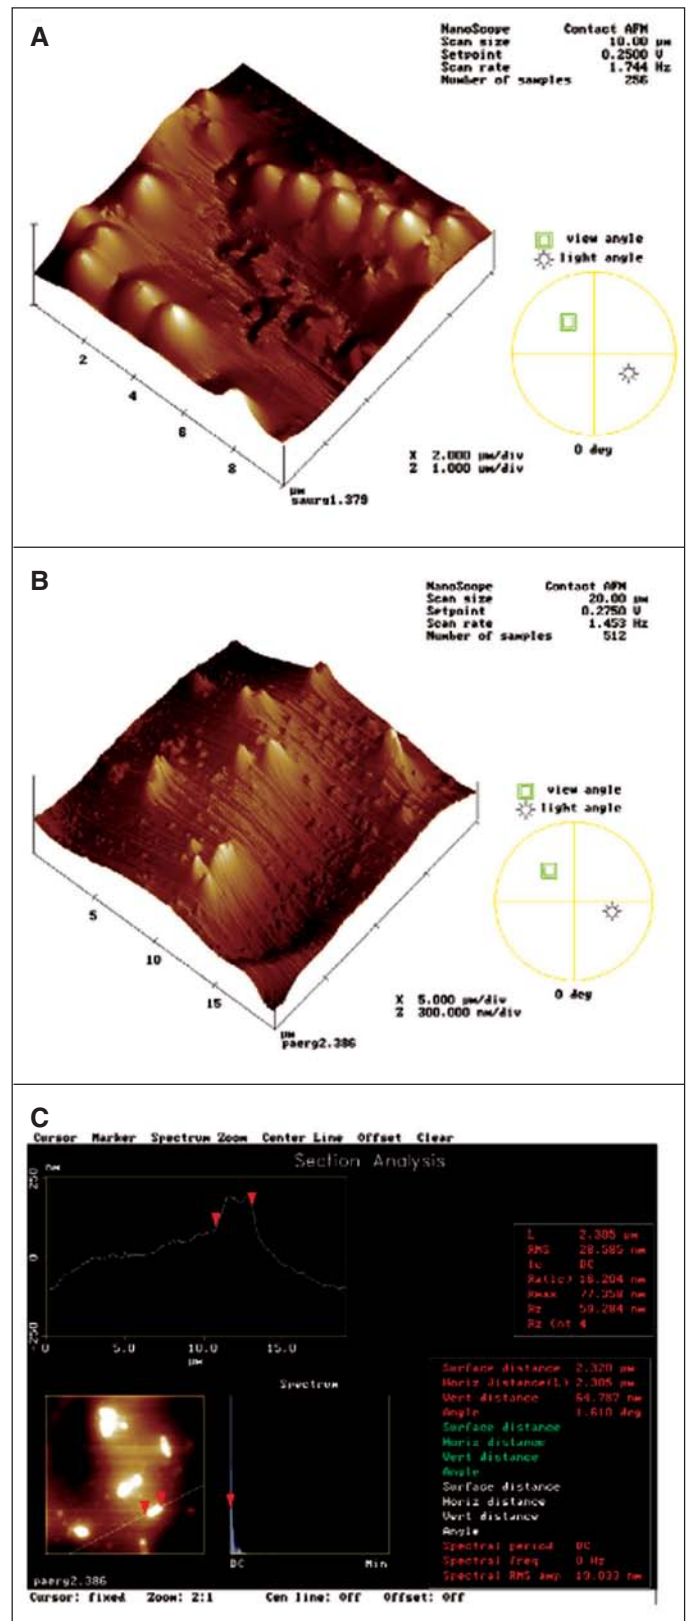 A
NanoScope Contact AFM
Scan size 10.00 µm
Setpoint 0.2500 V
Scan rate 1.744 Hz
Number of samples 256
view angle
light angle
0 deg
2
4
6
8
µm
X 2.000 µm/div
Z 1.000 µm/div
saurg1.379
B
NanoScope Contact AFM
Scan size 20.00 µm
Setpoint 0.2750 V
Scan rate 1.453 Hz
Number of samples 512
view angle
light angle
0 deg
5
10
15
µm
X 5.000 µm/div
Z 300.000 nm/div
paerg2.386
C
Cursor Marker Spectrum Zoom Center Line Offset Clear
Section Analysis
nm
250
0
-250
0 5.0 10.0 15.0
µm
L 2.305 µm
RMS 28.585 nm
lc DC
Ra(lc) 18.204 nm
Rmax 77.358 nm
Rz 59.284 nm
Rz Cnt 4
Spectrum
DC Min
Surface distance 2.320 µm
Horiz distance(L) 2.305 µm
Vert distance 64.787 nm
Angle 1.610 deg
Surface distance
Horiz distance
Vert distance
Angle
Surface distance
Horiz distance
Vert distance
Angle
Spectral period DC
Spectral freq 0 Hz
Spectral RMS amp 19.033 nm
paerg2.386
Cursor: fixed Zoom: 2:1 Cen line: Off Offset: Off